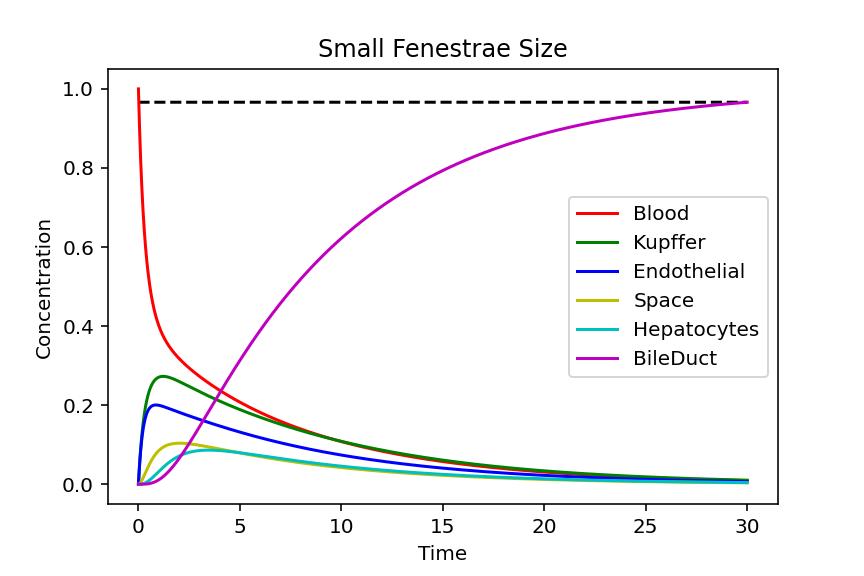 Small Fenestrae Size
1.0
0.8
0.6
0.4
0.2
0.0
Concentration
Blood
Kupffer
Endothelial
Space
Hepatocytes
BileDuct
0 5 10 15 20 25 30
Time